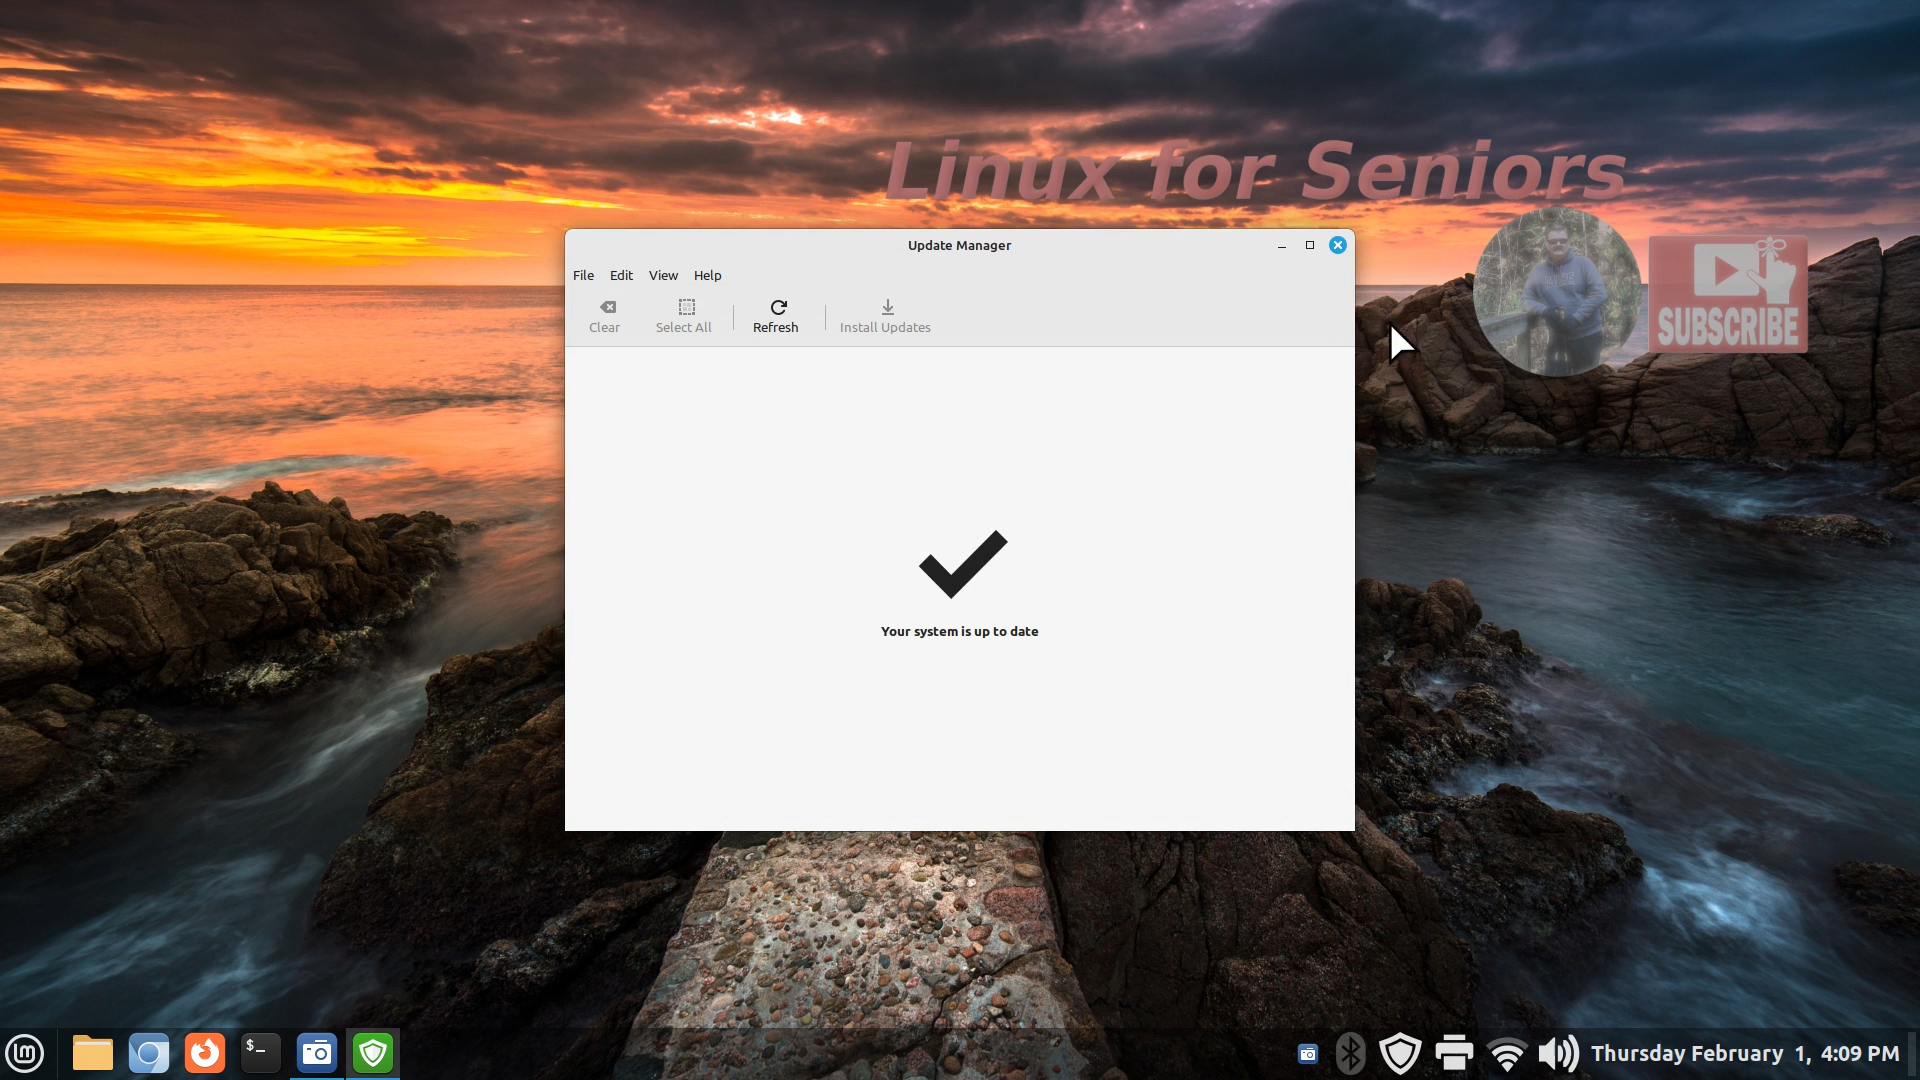 Linux for Seniors
SUBSCRIBE
Update Manager
File Edit View Help
Clear Select All Refresh Install Updates
Your system is up to date
$_
Thursday February 1, 4:09 PM